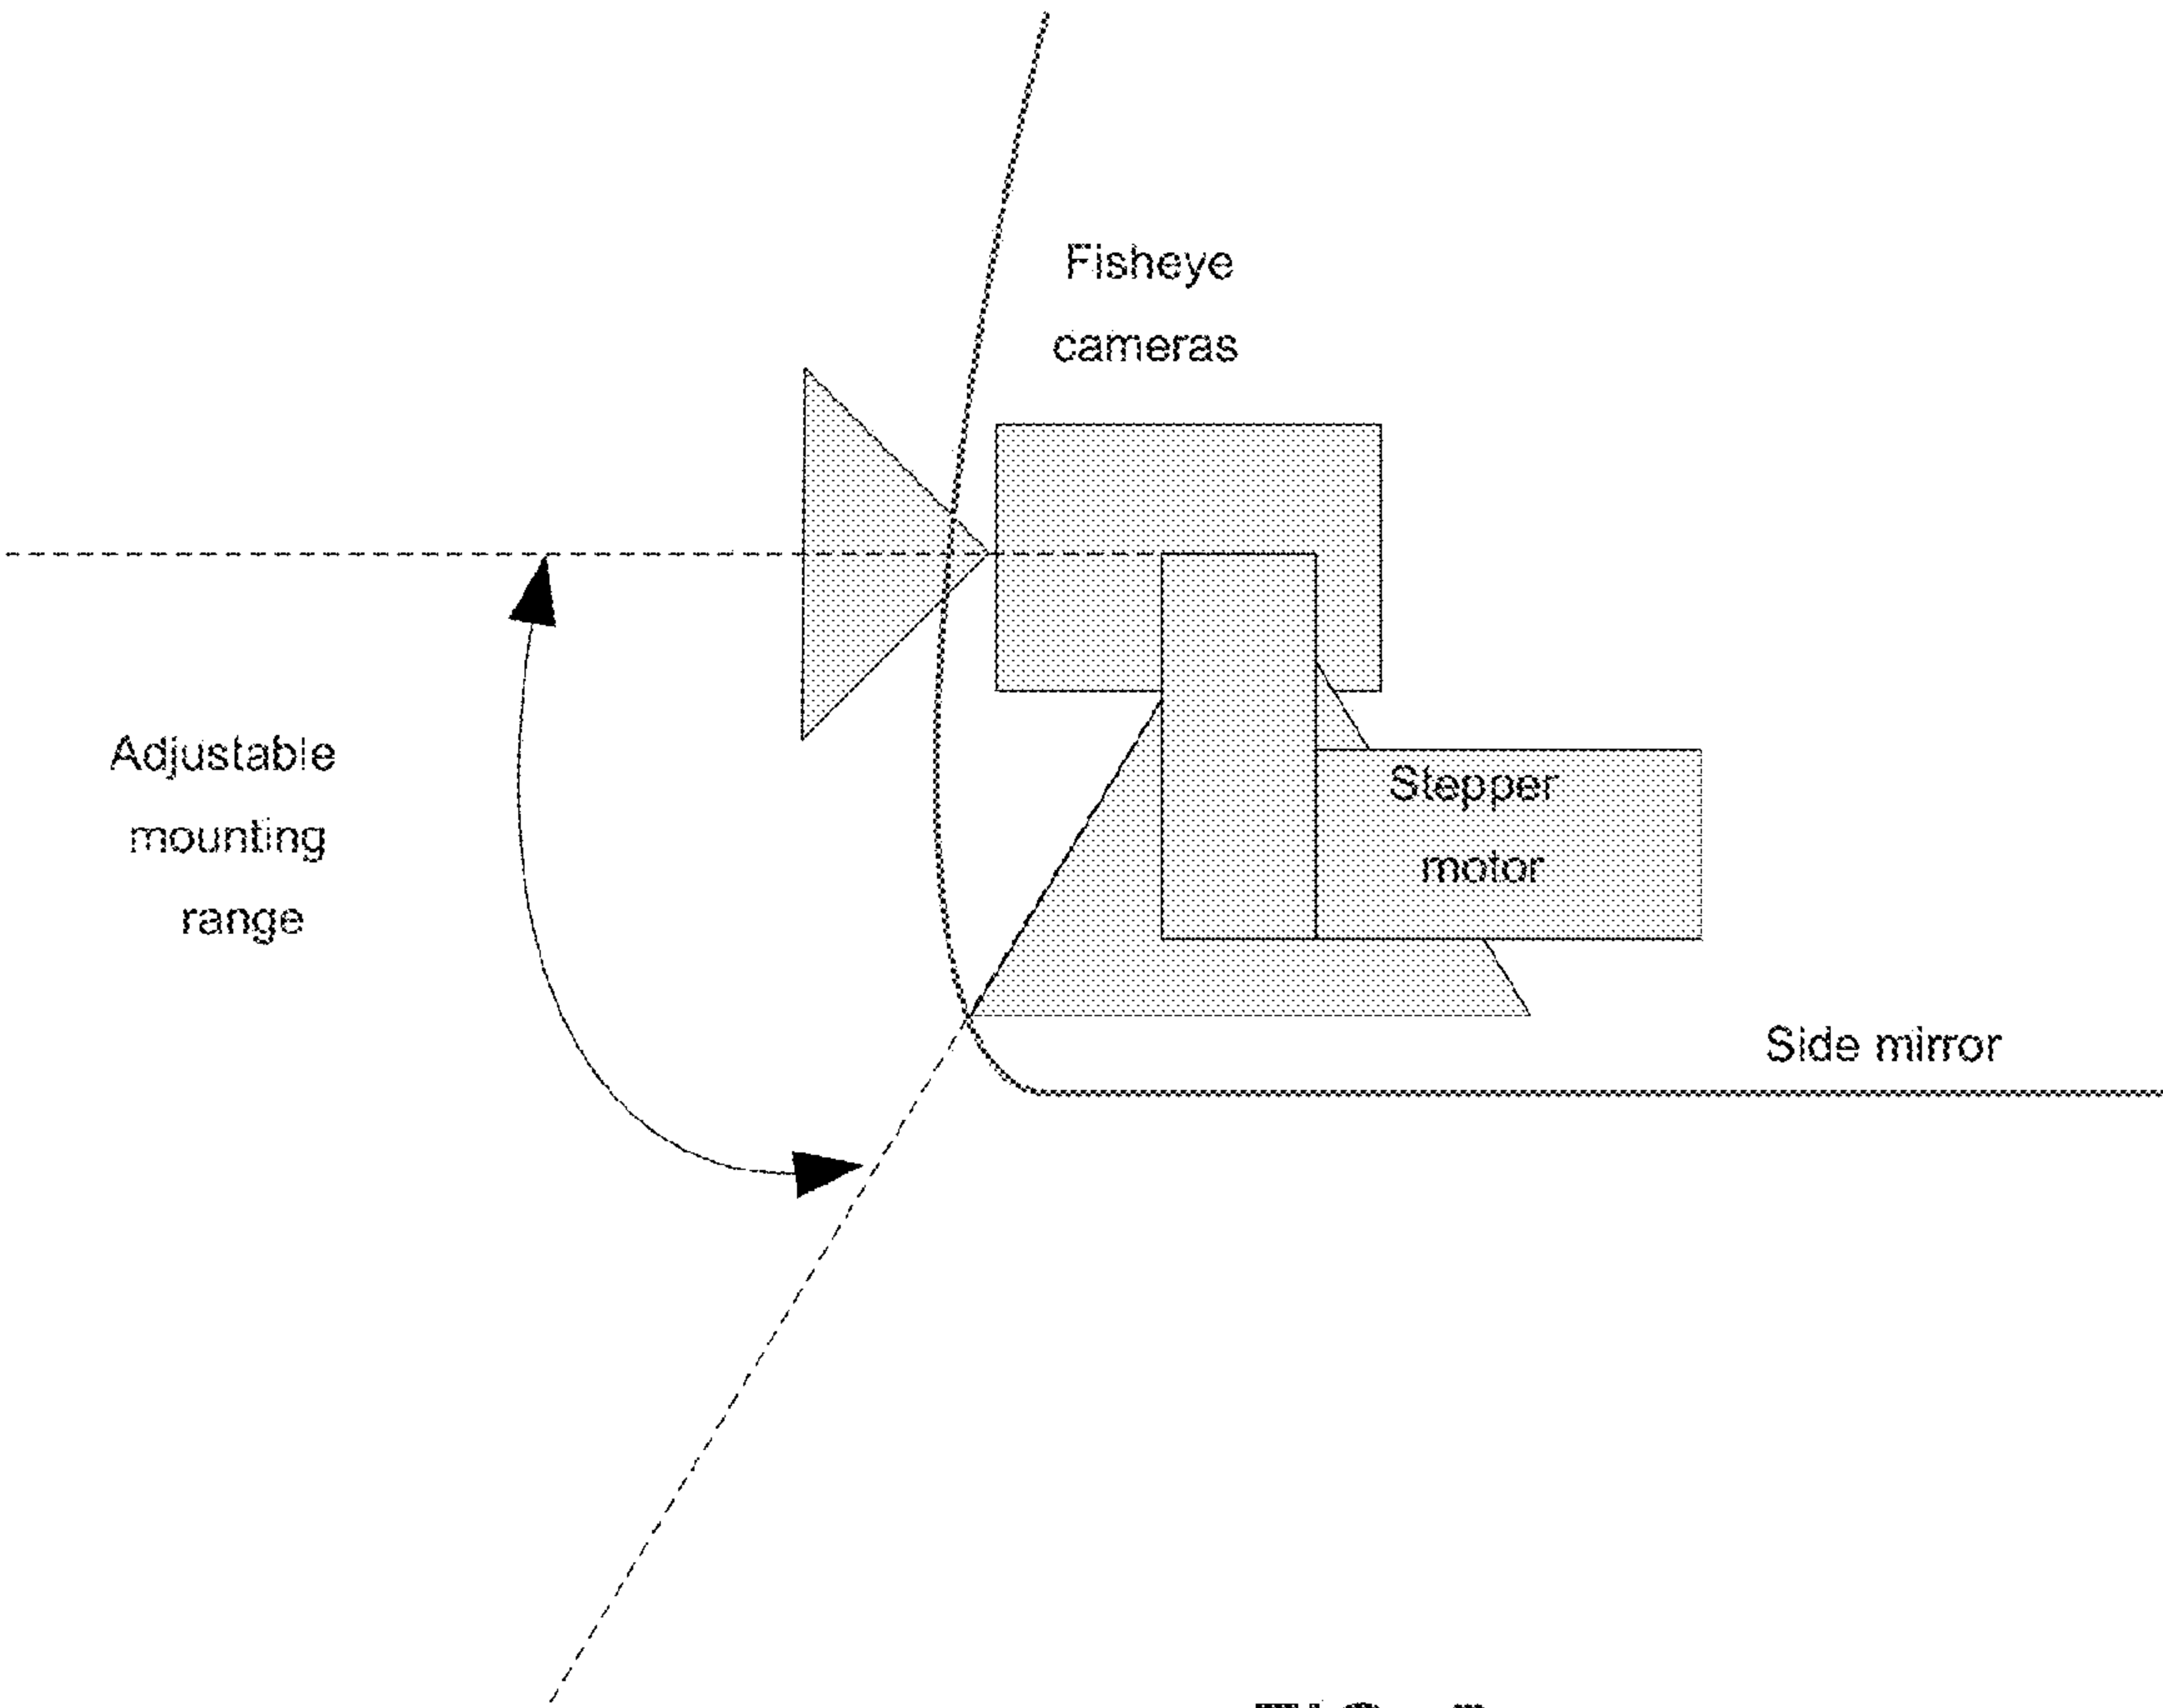 Fisheye
cameras
Adjustable
mounting
range
Stepper
motor
Side mirror